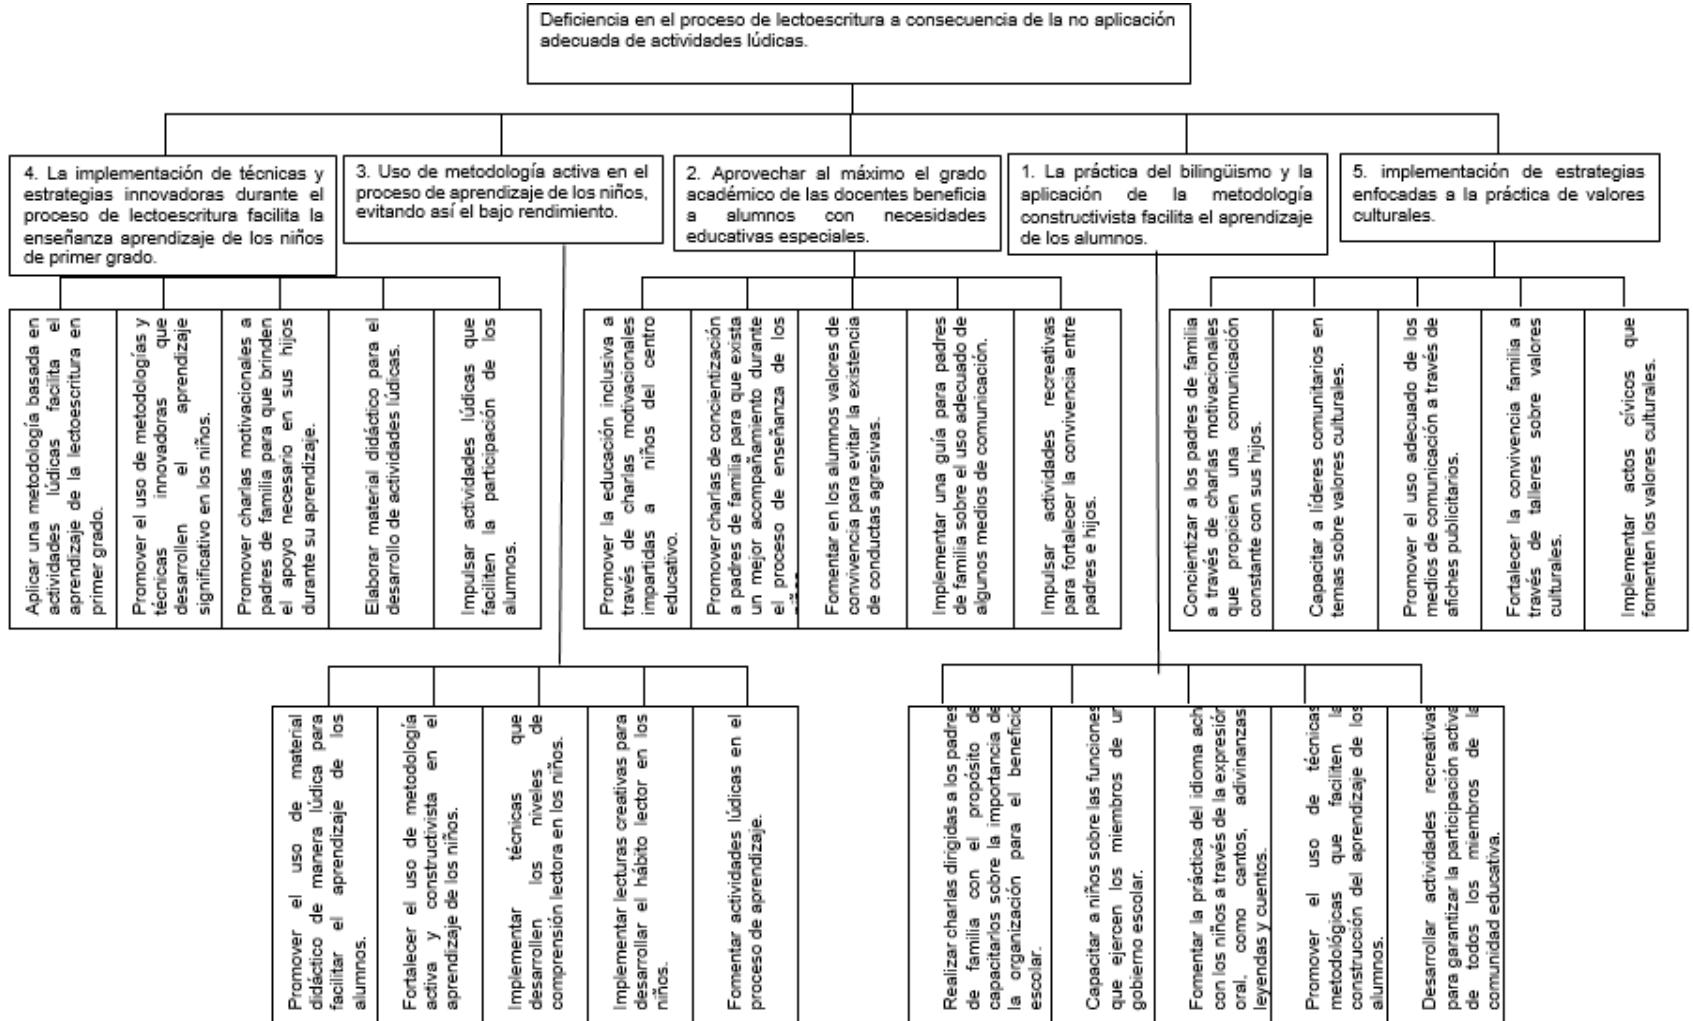 Deficiencia en el proceso de lectoescritura a consecuencia de la no aplicación
adecuada de actividades lúdicas.
4. La implementación de técnicas y
estrategias innovadoras durante el
proceso de lectoescritura facilita la
enseñanza aprendizaje de los niños
de primer grado.
3. Uso de metodología activa en el
proceso de aprendizaje de los niños,
evitando así el bajo rendimiento.
2. Aprovechar al máximo el grado
académico de las docentes beneficia
a alumnos con necesidades
educativas especiales.
1. La práctica del bilingüismo y la
aplicación de la metodología
constructivista facilita el aprendizaje
de los alumnos.
5. implementación de estrategias
enfocadas a la práctica de valores
culturales.
Aplicar una metodología basada en
actividades lúdicas facilita el
aprendizaje de la lectoescritura en
primer grado.
Promover el uso de metodologías y
técnicas innovadoras que
desarrollen el aprendizaje
significativo en los niños.
Promover charlas motivacionales a
padres de familia para que brinden
el apoyo necesario en sus hijos
durante su aprendizaje.
Elaborar material didáctico para el
desarrollo de actividades lúdicas.
Impulsar actividades lúdicas que
faciliten la participación de los
alumnos.
Promover la educación inclusiva a
través de charlas motivacionales
impartidas a niños del centro
educativo.
Promover charlas de concientización
a padres de familia para que exista
un mejor acompañamiento durante
el proceso de enseñanza de los
Fomentar en los alumnos valores de
convivencia para evitar la existencia
de conductas agresivas.
Implementar una guía para padres
de familia sobre el uso adecuado de
algunos medios de comunicación.
Impulsar actividades recreativas
para fortalecer la convivencia entre
padres e hijos.
Concientizar a los padres de familia
a través de charlas motivacionales
que propicien una comunicación
constante con sus hijos.
Capacitar a líderes comunitarios en
temas sobre valores culturales.
Promover el uso adecuado de los
medios de comunicación a través de
afiches publicitarios.
Fortalecer la convivencia familia a
través de talleres sobre valores
culturales.
Implementar actos cívicos que
fomenten los valores culturales.
Promover el uso de material
didáctico de manera lúdica para
facilitar el aprendizaje de los
alumnos.
Fortalecer el uso de metodología
activa y constructivista en el
aprendizaje de los niños.
Implementar técnicas que
desarrollen los niveles de
comprensión lectora en los niños.
Implementar lecturas creativas para
desarrollar el hábito lector en los
niños.
Fomentar actividades lúdicas en el
proceso de aprendizaje.
Realizar charlas dirigidas a los padres
de familia con el propósito de
capacitarlos sobre la importancia de
la organización para el beneficio
escolar.
Capacitar a niños sobre las funciones
que ejercen los miembros de un
gobierno escolar.
Fomentar la práctica del idioma achi
con los niños a través de la expresión
oral, como cantos, adivinanzas,
leyendas y cuentos.
Promover el uso de técnicas
metodológicas que faciliten la
construcción del aprendizaje de los
alumnos.
Desarrollar actividades recreativas
para garantizar la participación activa
de todos los miembros de la
comunidad educativa.